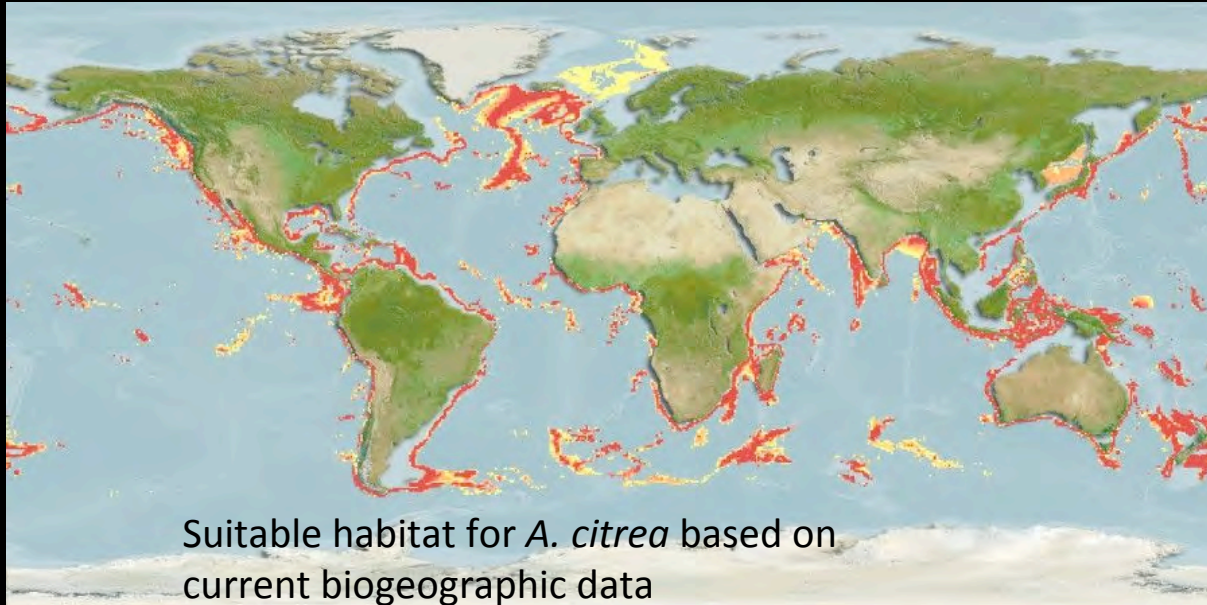 Suitable habitat for A. citrea based on
current biogeographic data